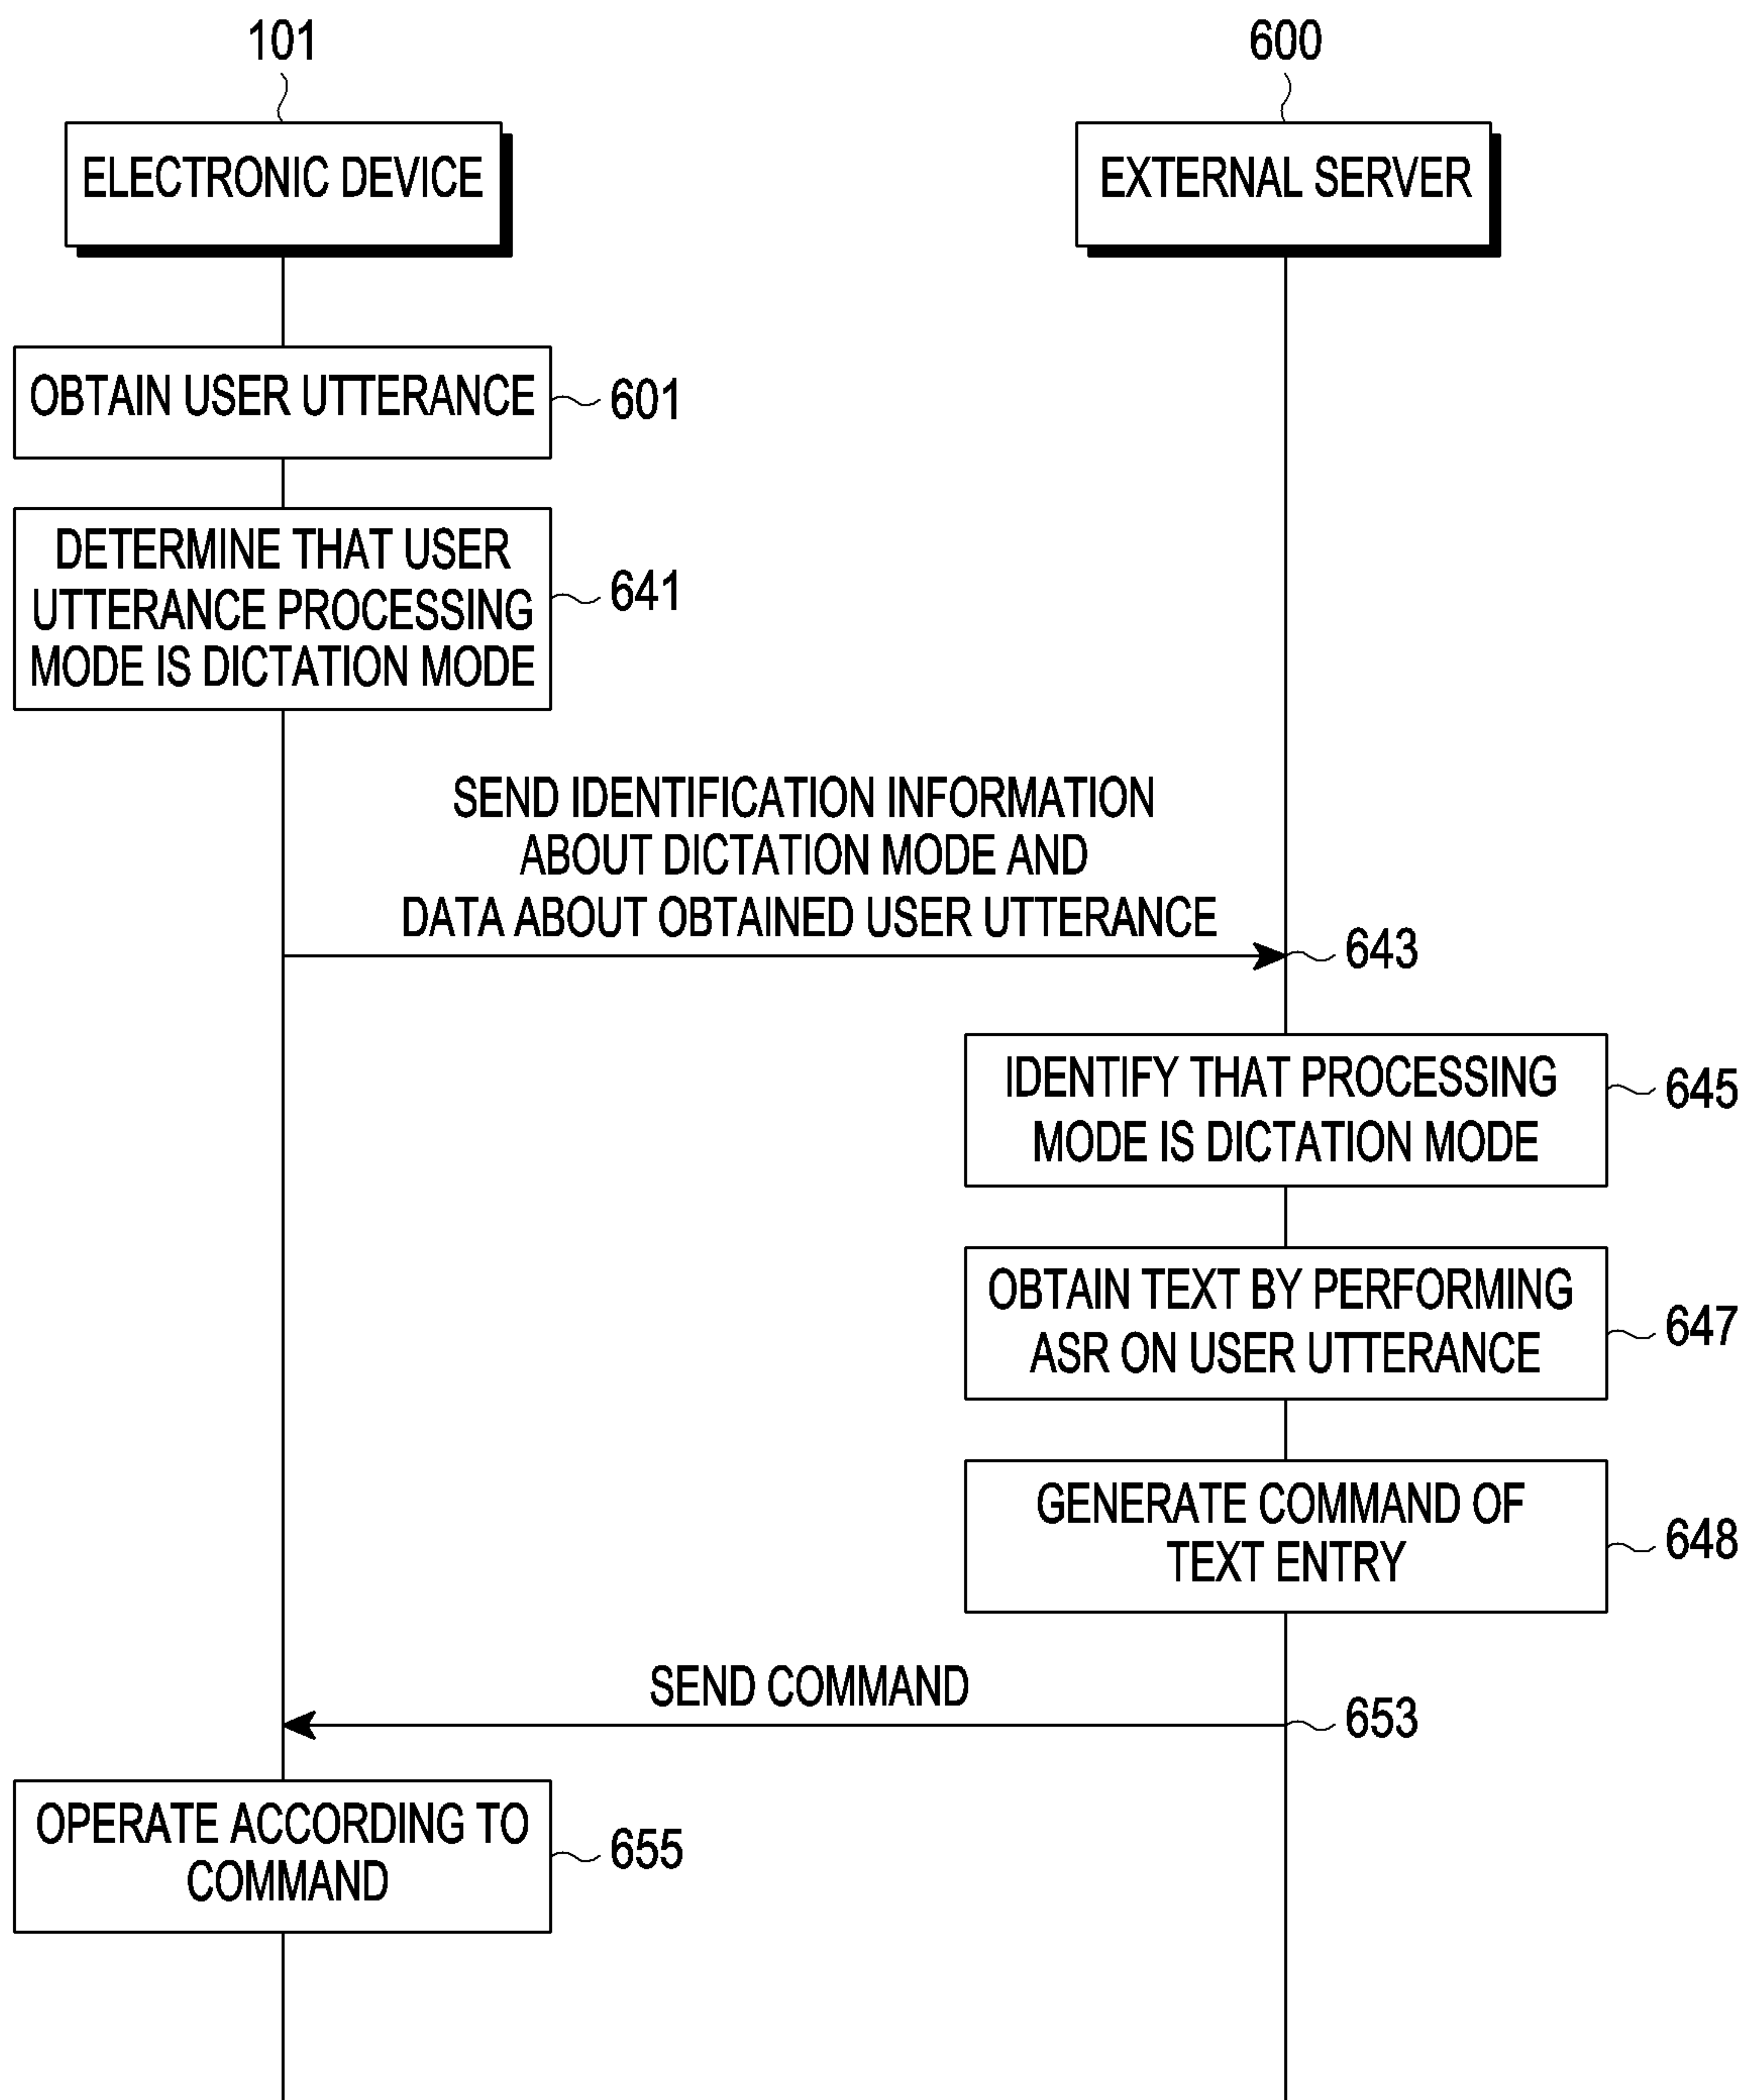 101
600
ELECTRONIC DEVICE
EXTERNAL SERVER
OBTAIN USER UTTERANCE
601
DETERMINE THAT USER
UTTERANCE PROCESSING
MODE IS DICTATION MODE
641
SEND IDENTIFICATION INFORMATION
ABOUT DICTATION MODE AND
DATA ABOUT OBTAINED USER UTTERANCE
643
IDENTIFY THAT PROCESSING
MODE IS DICTATION MODE
645
OBTAIN TEXT BY PERFORMING
ASR ON USER UTTERANCE
647
GENERATE COMMAND OF
TEXT ENTRY
648
SEND COMMAND
653
OPERATE ACCORDING TO
COMMAND
655